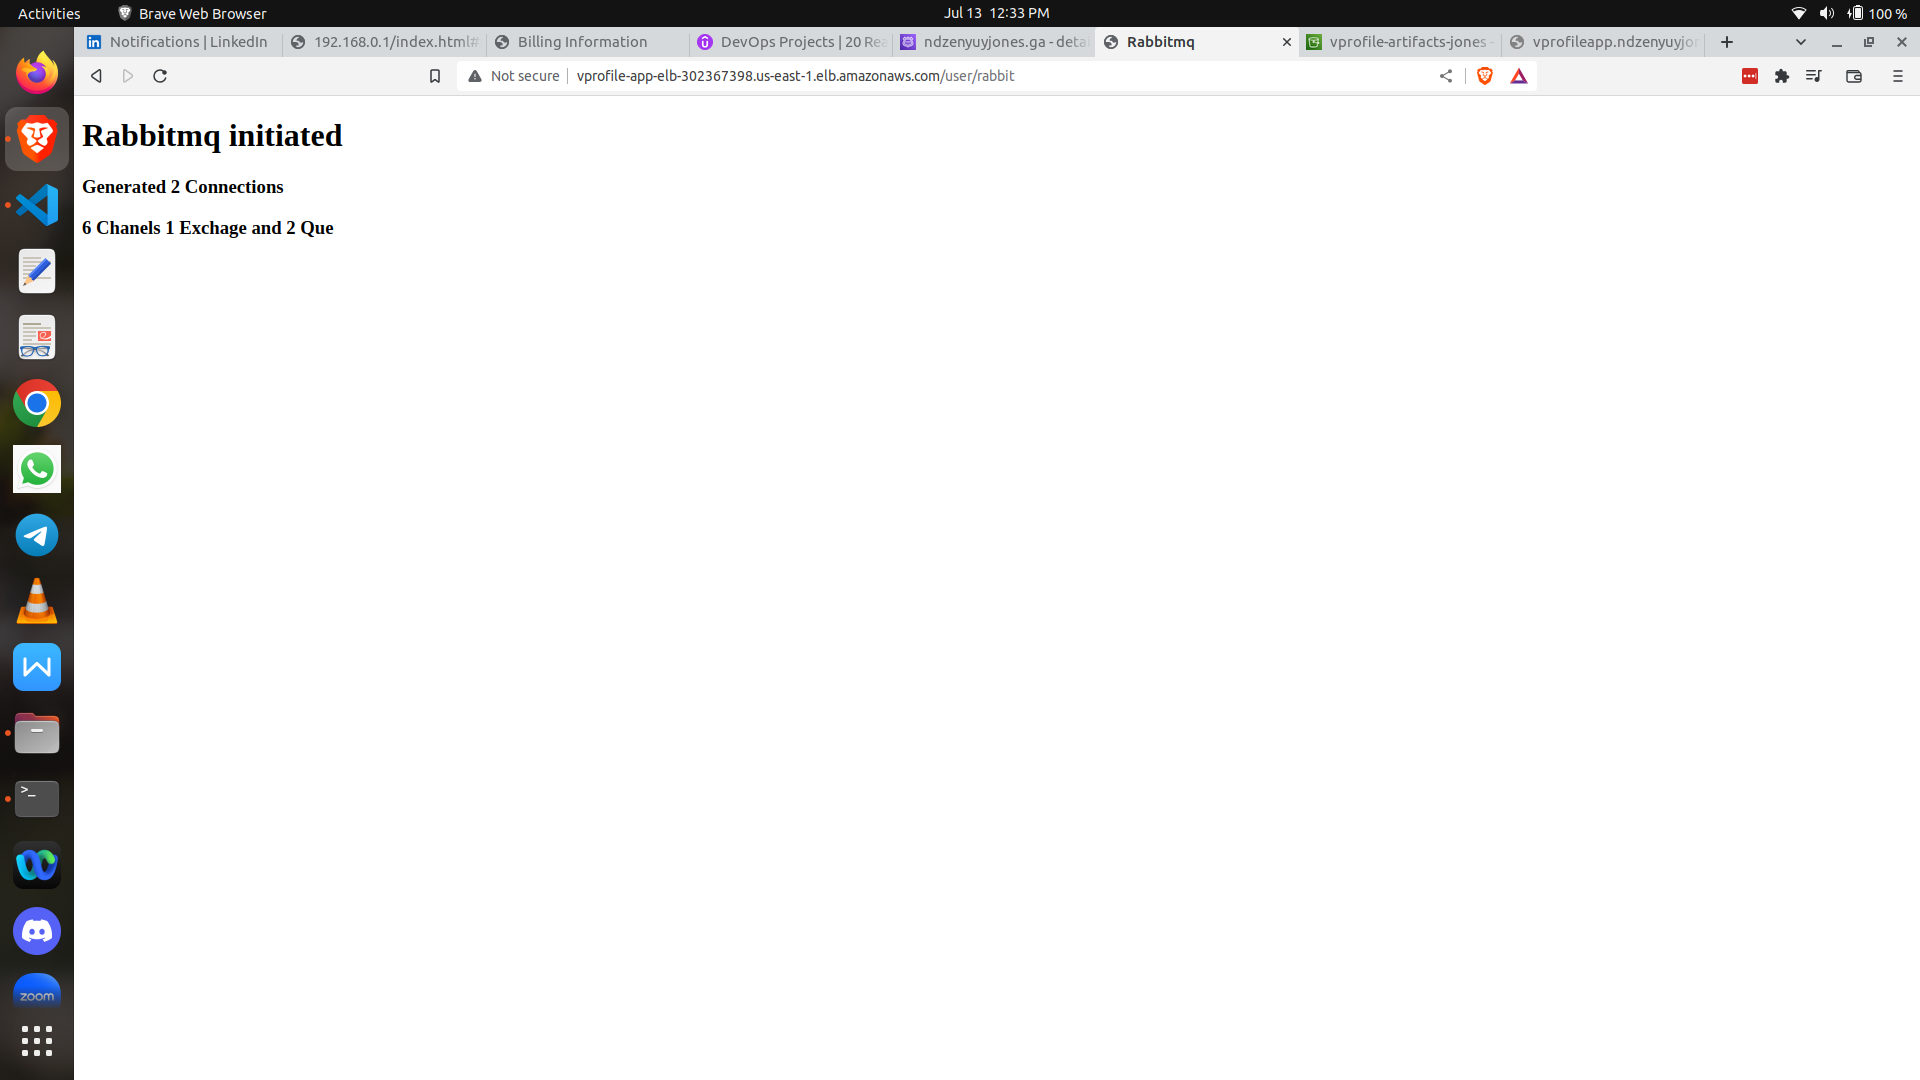 Activities
Brave Web Browser
Jul 13 12:33 PM
100 %
Notifications | LinkedIn
192.168.0.1/index.html#
Billing Information
DevOps Projects | 20 Rea
ndzenyuyjones.ga - detai
Rabbitmq
vprofile-artifacts-jones -
vprofileapp.ndzenyuyjor
Not secure
vprofile-app-elb-302367398.us-east-1.elb.amazonaws.com/user/rabbit
Rabbitmq initiated
Generated 2 Connections
6 Chanels 1 Exchage and 2 Que
>_
zoom